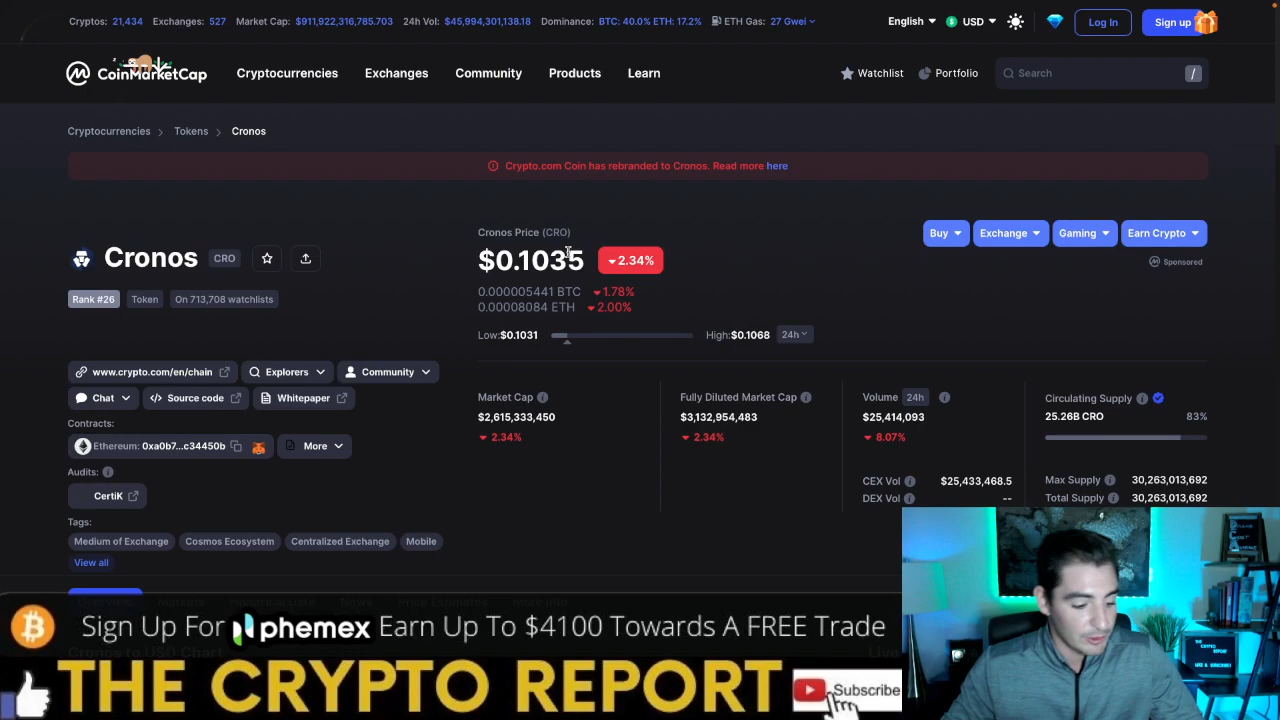 Cryptos: 21,434 Exchanges: 527 Market Cap: $911,922,316,785.703 24h Vol: $45,994,301,138.18 Dominance: BTC: 40.0% ETH: 17.2% ETH Gas: 27 Gwei English USD Log In Sign up
CoinMarketCap Cryptocurrencies Exchanges Community Products Learn Watchlist Portfolio Search /
Cryptocurrencies > Tokens > Cronos
Crypto.com Coin has rebranded to Cronos. Read more here
Cronos Price (CRO)
Buy Exchange Gaming Earn Crypto
Cronos CRO
$0.1035 2.34%
Sponsored
0.000005441 BTC 1.78%
Rank #26 Token On 713,708 watchlists
0.00008084 ETH 2.00%
Low:$0.1031 High:$0.1068 24h
www.crypto.com/en/chain Explorers Community
Chat Source code Whitepaper
Contracts:
Ethereum: 0xa0b7...c34450b More
Audits:
CertiK
Tags:
Medium of Exchange Cosmos Ecosystem Centralized Exchange Mobile
View all
Market Cap
$2,615,333,450
2.34%
Fully Diluted Market Cap
$3,132,954,483
2.34%
Volume 24h
$25,414,093
8.07%
CEX Vol $25,433,468.5
DEX Vol --
Circulating Supply
25.26B CRO 83%
Max Supply 30,263,013,692
Total Supply 30,263,013,692
Cronos to USD Chart
Sign Up For phemex Earn Up To $4100 Towards A FREE Trade
THE CRYPTO REPORT
Subscribe